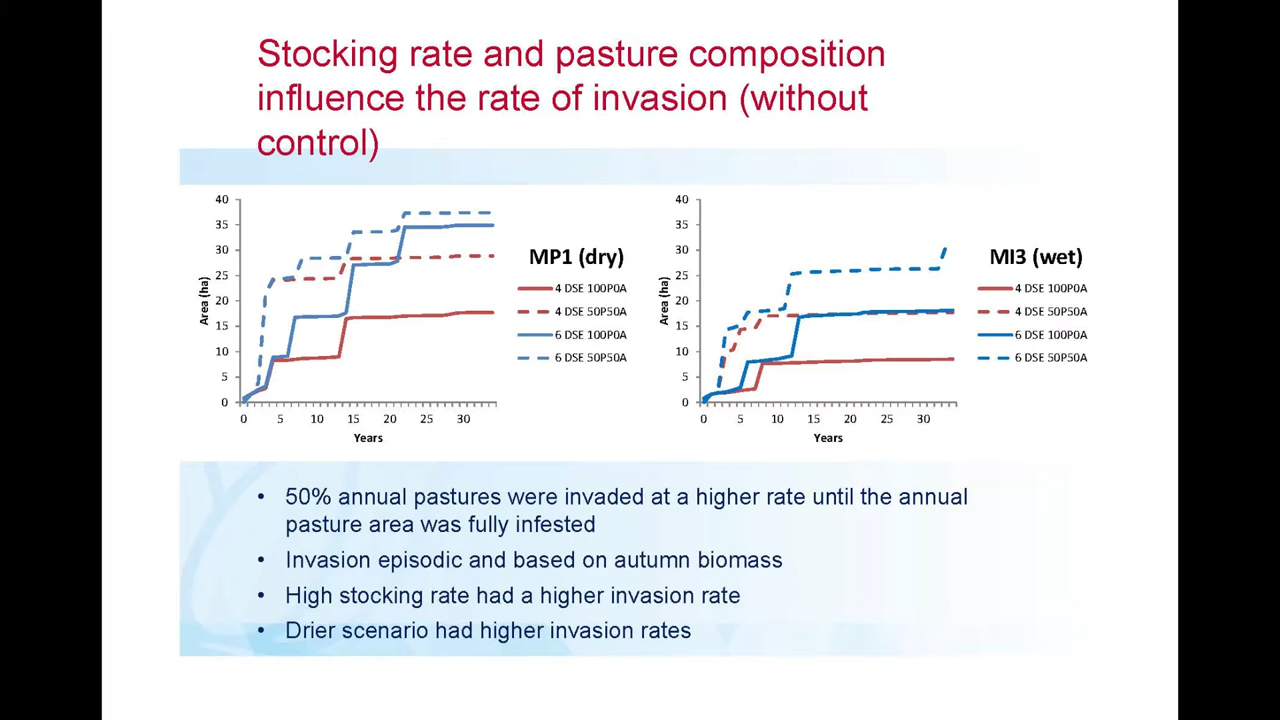 Stocking rate and pasture composition
influence the rate of invasion (without
control)
40
35
30
25
20
15
10
5
0
Area (ha)
0 5 10 15 20 25 30
Years
MP1 (dry)
4 DSE 100P0A
4 DSE 50P50A
6 DSE 100P0A
6 DSE 50P50A
40
35
30
25
20
15
10
5
0
Area (ha)
0 5 10 15 20 25 30
Years
MI3 (wet)
4 DSE 100P0A
4 DSE 50P50A
6 DSE 100P0A
6 DSE 50P50A
• 50% annual pastures were invaded at a higher rate until the annual
pasture area was fully infested
• Invasion episodic and based on autumn biomass
• High stocking rate had a higher invasion rate
• Drier scenario had higher invasion rates